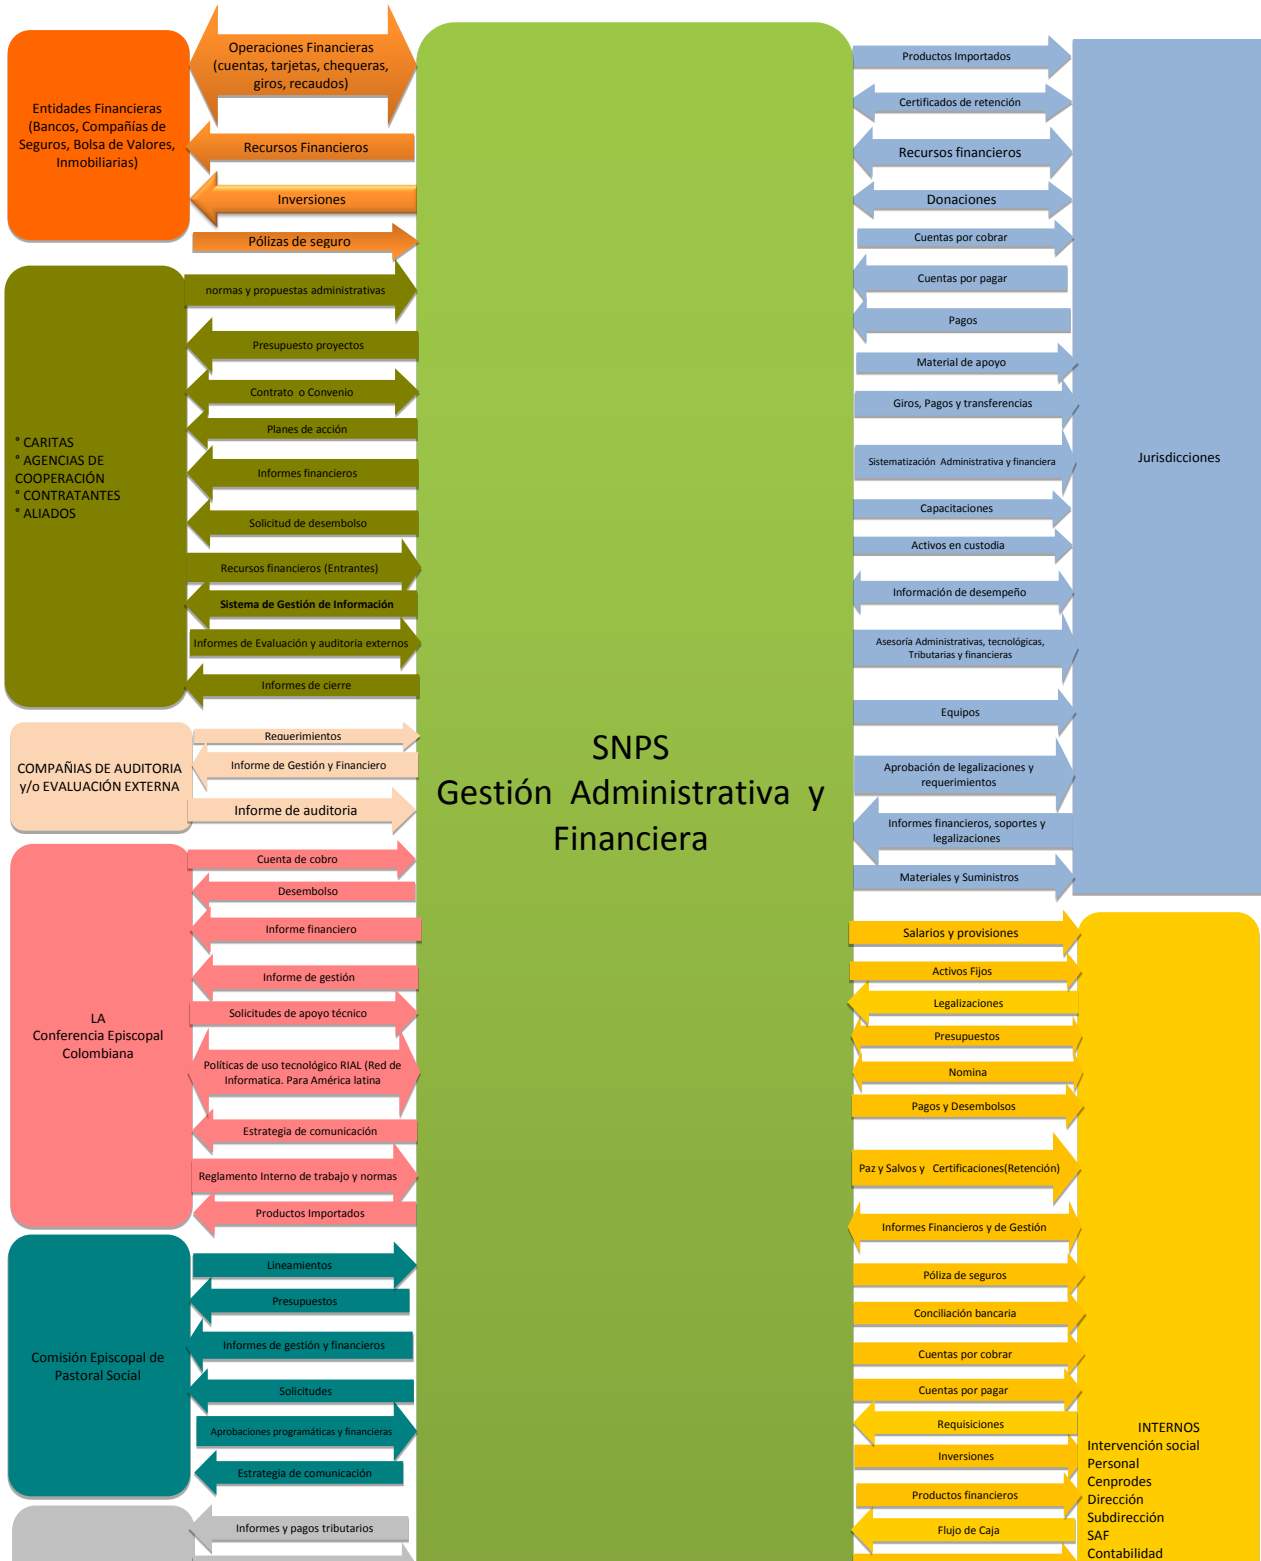 Operaciones Financieras
(cuentas, tarjetas, chequeras,
giros, recaudos)
Entidades Financieras
(Bancos, Compañías de
Seguros, Bolsa de Valores,
Inmobiliarias)
Recursos Financieros
Inversiones
Pólizas de seguro
normas y propuestas administrativas
Presupuesto proyectos
Contrato o Convenio
Planes de acción
° CARITAS
° AGENCIAS DE
COOPERACIÓN
° CONTRATANTES
° ALIADOS
Informes financieros
Solicitud de desembolso
Recursos financieros (Entrantes)
Sistema de Gestión de Información
Informes de Evaluación y auditoria externos
Informes de cierre
COMPAÑIAS DE AUDITORIA
y/o EVALUACIÓN EXTERNA
Requerimientos
Informe de Gestión y Financiero
Informe de auditoria
Cuenta de cobro
Desembolso
Informe financiero
Informe de gestión
LA
Conferencia Episcopal
Colombiana
Solicitudes de apoyo técnico
Políticas de uso tecnológico RIAL (Red de
Informatica. Para América latina
Estrategia de comunicación
Reglamento Interno de trabajo y normas
Productos Importados
Lineamientos
Presupuestos
Informes de gestión y financieros
Comisión Episcopal de
Pastoral Social
Solicitudes
Aprobaciones programáticas y financieras
Estrategia de comunicación
Informes y pagos tributarios
SNPS
Gestión Administrativa y
Financiera
Productos Importados
Certificados de retención
Recursos financieros
Donaciones
Cuentas por cobrar
Cuentas por pagar
Pagos
Material de apoyo
Giros, Pagos y transferencias
Sistematización Administrativa y financiera
Jurisdicciones
Capacitaciones
Activos en custodia
Información de desempeño
Asesoría Administrativas, tecnológicas,
Tributarias y financieras
Equipos
Aprobación de legalizaciones y
requerimientos
Informes financieros, soportes y
legalizaciones
Materiales y Suministros
Salarios y provisiones
Activos Fijos
Legalizaciones
Presupuestos
Nomina
Pagos y Desembolsos
Paz y Salvos y Certificaciones(Retención)
Informes Financieros y de Gestión
Póliza de seguros
Conciliación bancaria
Cuentas por cobrar
Cuentas por pagar
Requisiciones
Inversiones
Productos financieros
Flujo de Caja
INTERNOS
Intervención social
Personal
Cenprodes
Dirección
Subdirección
SAF
Contabilidad